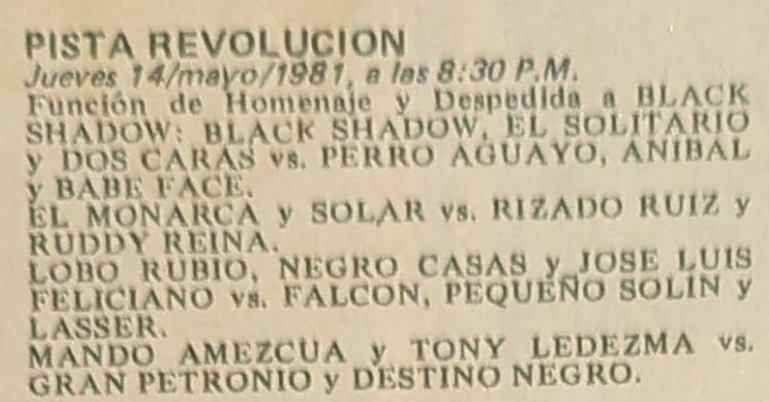 PISTA REVOLUCION
Jueves 14/mayo/1981, a las 8:30 P.M.
Función de Homenaje y Despedida a BLACK
SHADOW: BLACK SHADOW, EL SOLITARIO
y DOS CARAS vs. PERRO AGUAYO, ANIBAL
y BABE FACE.
EL MONARCA y SOLAR vs. RIZADO RUIZ y
RUDDY REINA.
LOBO RUBIO, NEGRO CASAS y JOSE LUIS
FELICIANO vs. FALCON, PEQUEÑO SOLIN y
LASSER.
MANDO AMEZCUA y TONY LEDEZMA vs.
GRAN PETRONIO y DESTINO NEGRO.